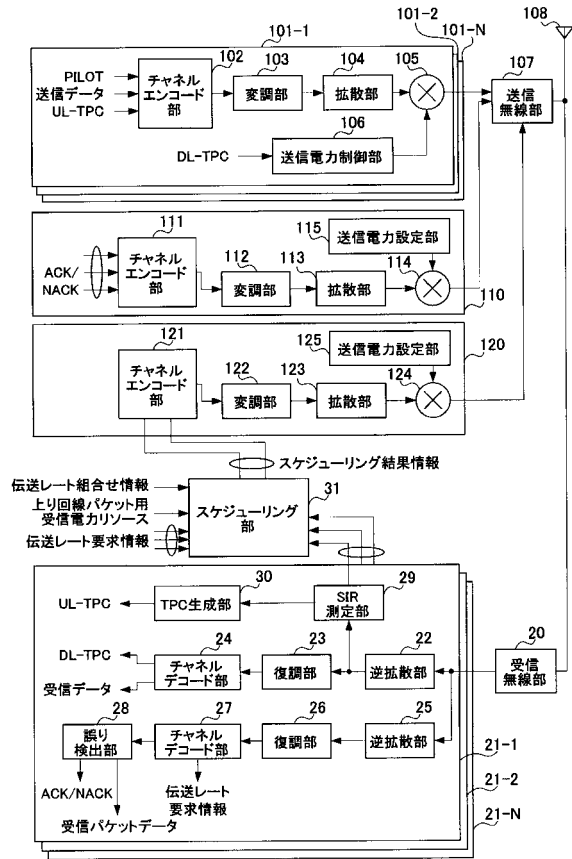 101-1
101-2
101-N
108
102
103
104
105
107
PILOT
送信データ
UL-TPC
チャネル
エンコード
部
変調部
拡散部
送信
無線部
106
DL-TPC
送信電力制御部
111
115
送信電力設定部
112
113
114
ACK/
NACK
チャネル
エンコード
部
変調部
拡散部
110
121
125
送信電力設定部
120
122
123
124
チャネル
エンコード
部
変調部
拡散部
スケジューリング結果情報
伝送レート組合せ情報
31
上り回線パケット用
受信電力リソース
スケジューリング
部
伝送レート要求情報
30
29
UL-TPC
TPC生成部
SIR
測定部
24
23
22
20
DL-TPC
受信データ
チャネル
デコード部
復調部
逆拡散部
受信
無線部
28
27
26
25
誤り
検出部
チャネル
デコード部
復調部
逆拡散部
21-1
ACK/NACK
伝送レート
要求情報
21-2
受信パケットデータ
21-N